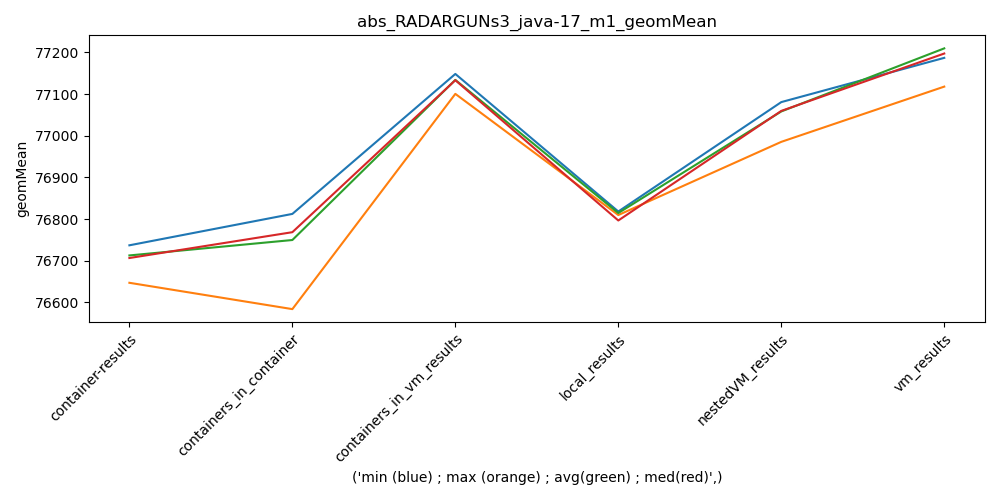 abs_RADARGUNs3_java-17_m1_geomMean
geomMean
77200
77100
77000
76900
76800
76700
76600
container-results
containers_in_container
containers_in_vm_results
local_results
nestedVM_results
vm_results
('min (blue) ; max (orange) ; avg(green) ; med(red)',)